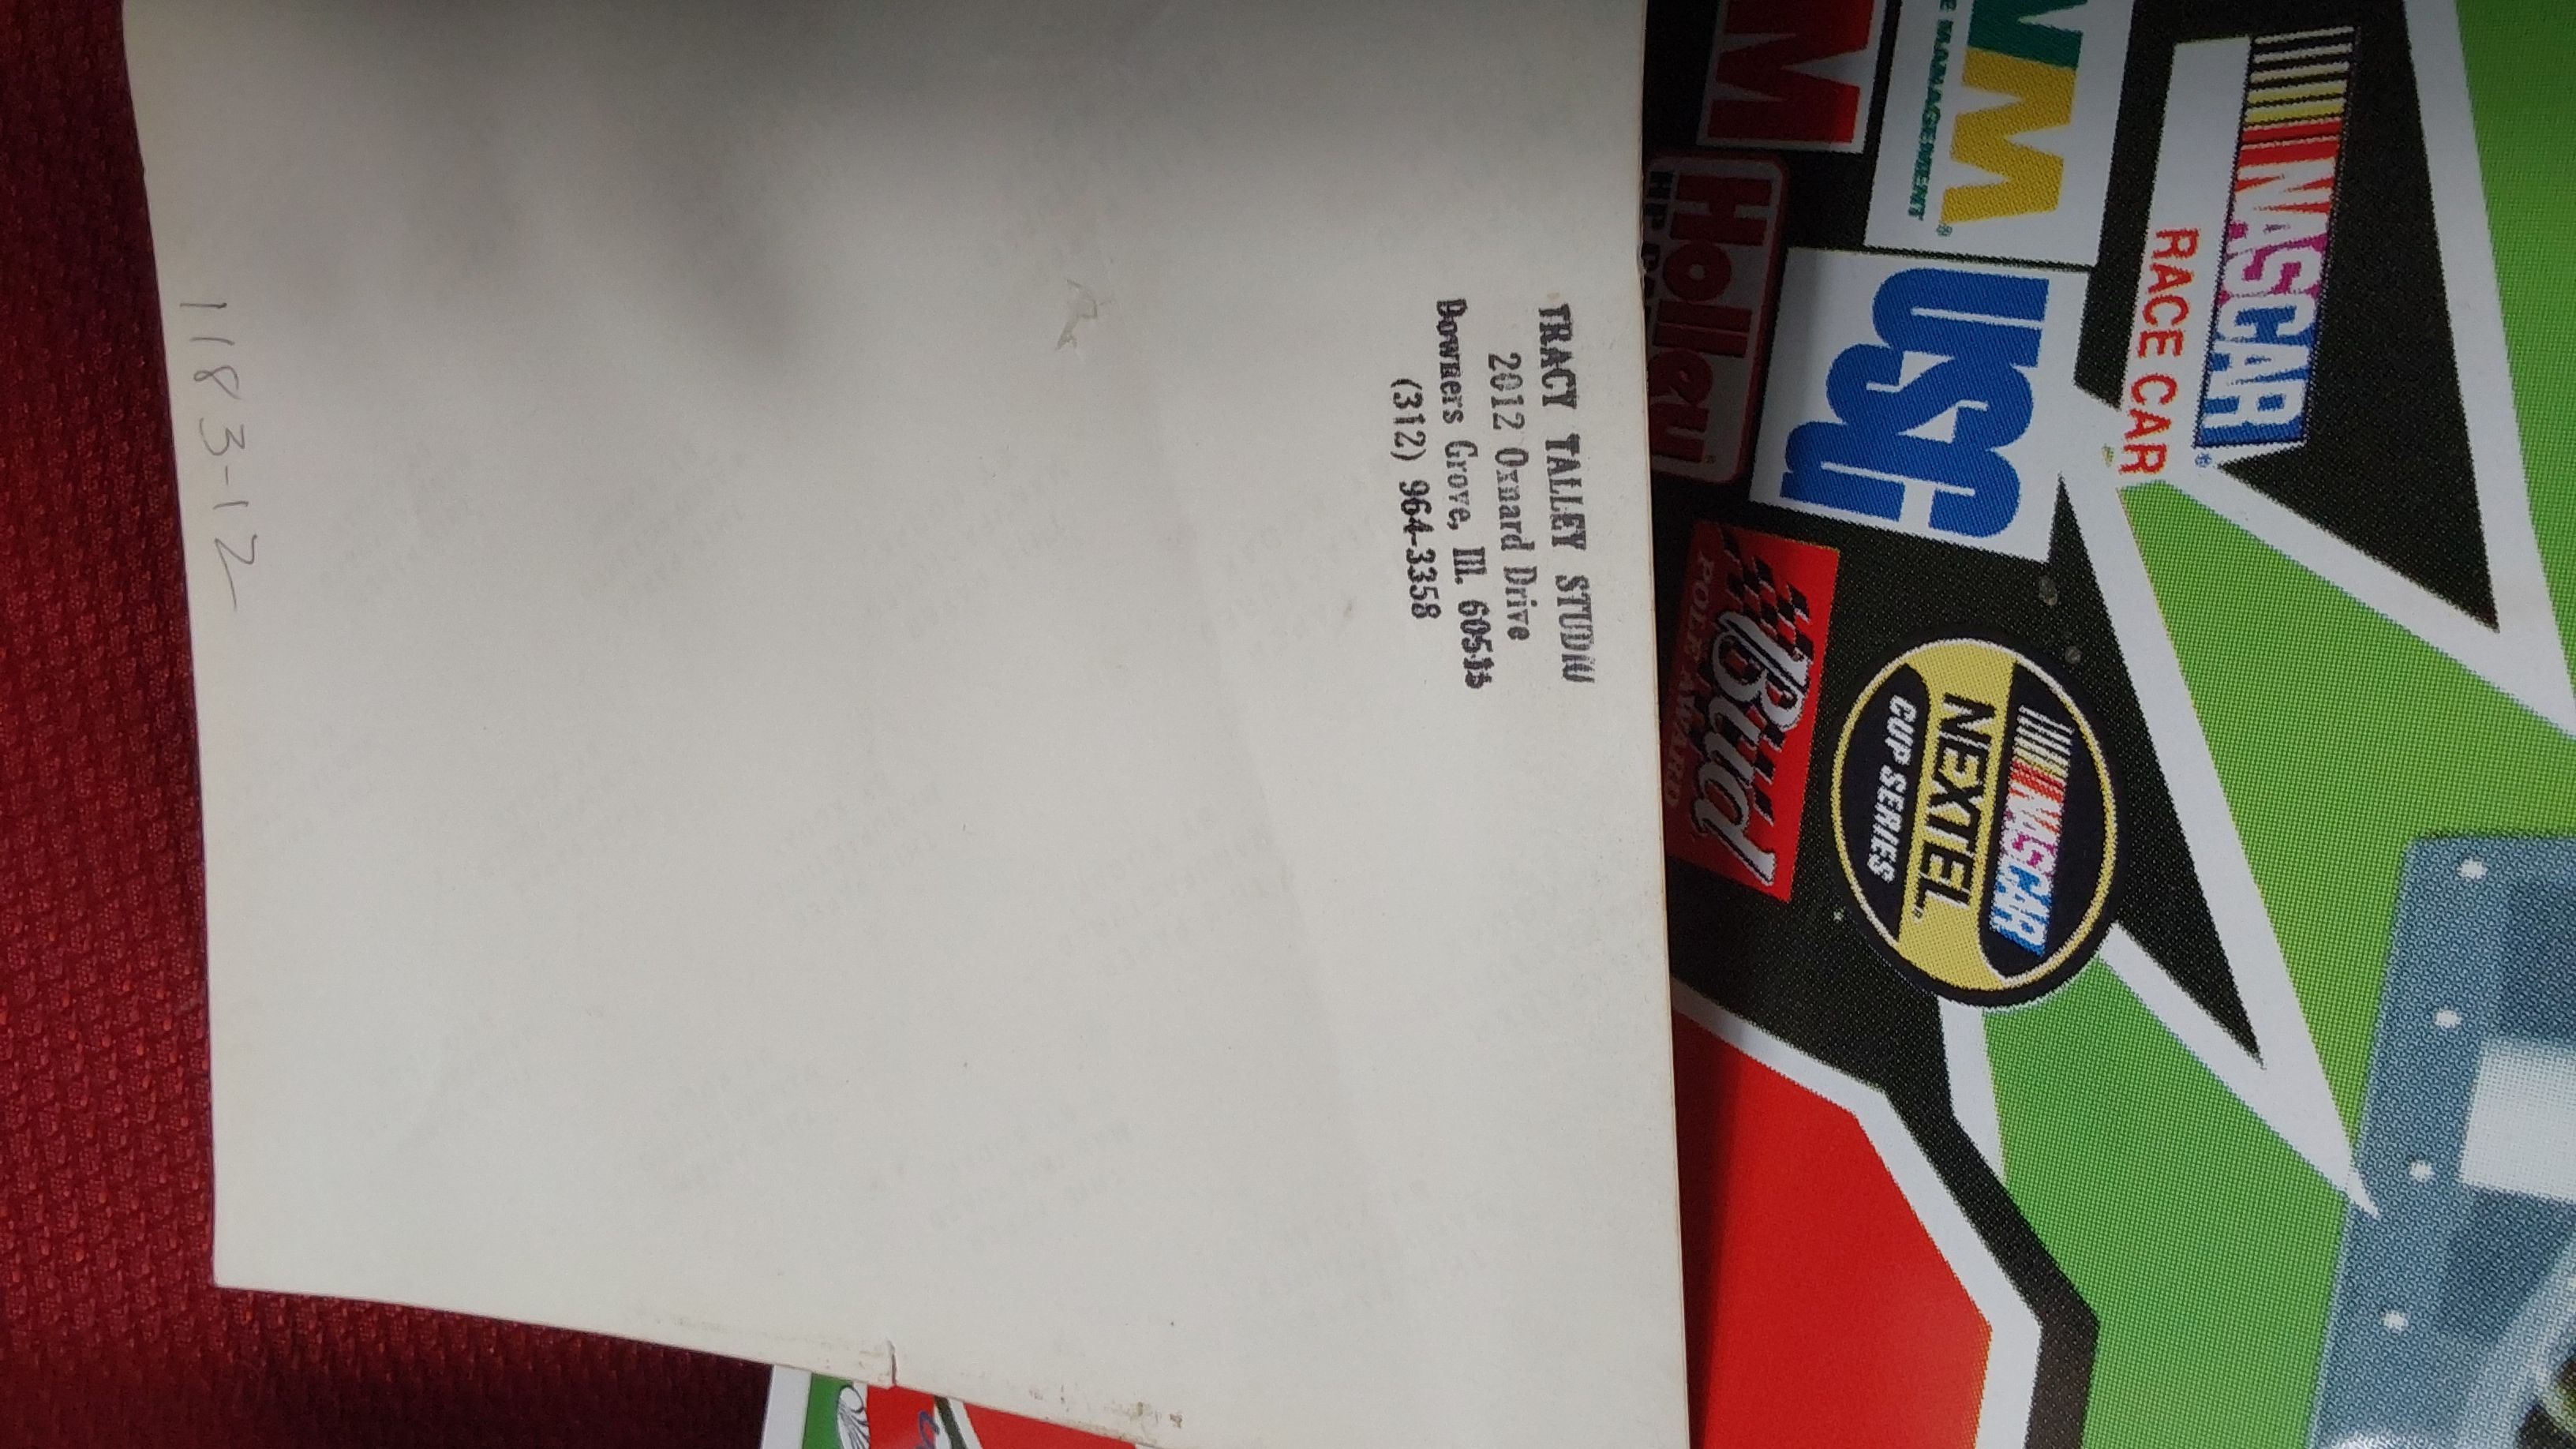 TRACY TALLEY STUDIO
2012 Oxnard Drive
Downers Grove, Ill. 60515
(312) 964-3358
1183-12
NASCAR®
RACE CAR
WM
E MANAGEMENT®
USG
M
Holley
NASCAR
NEXTEL
CUP SERIES
Bud
POLE AWARD